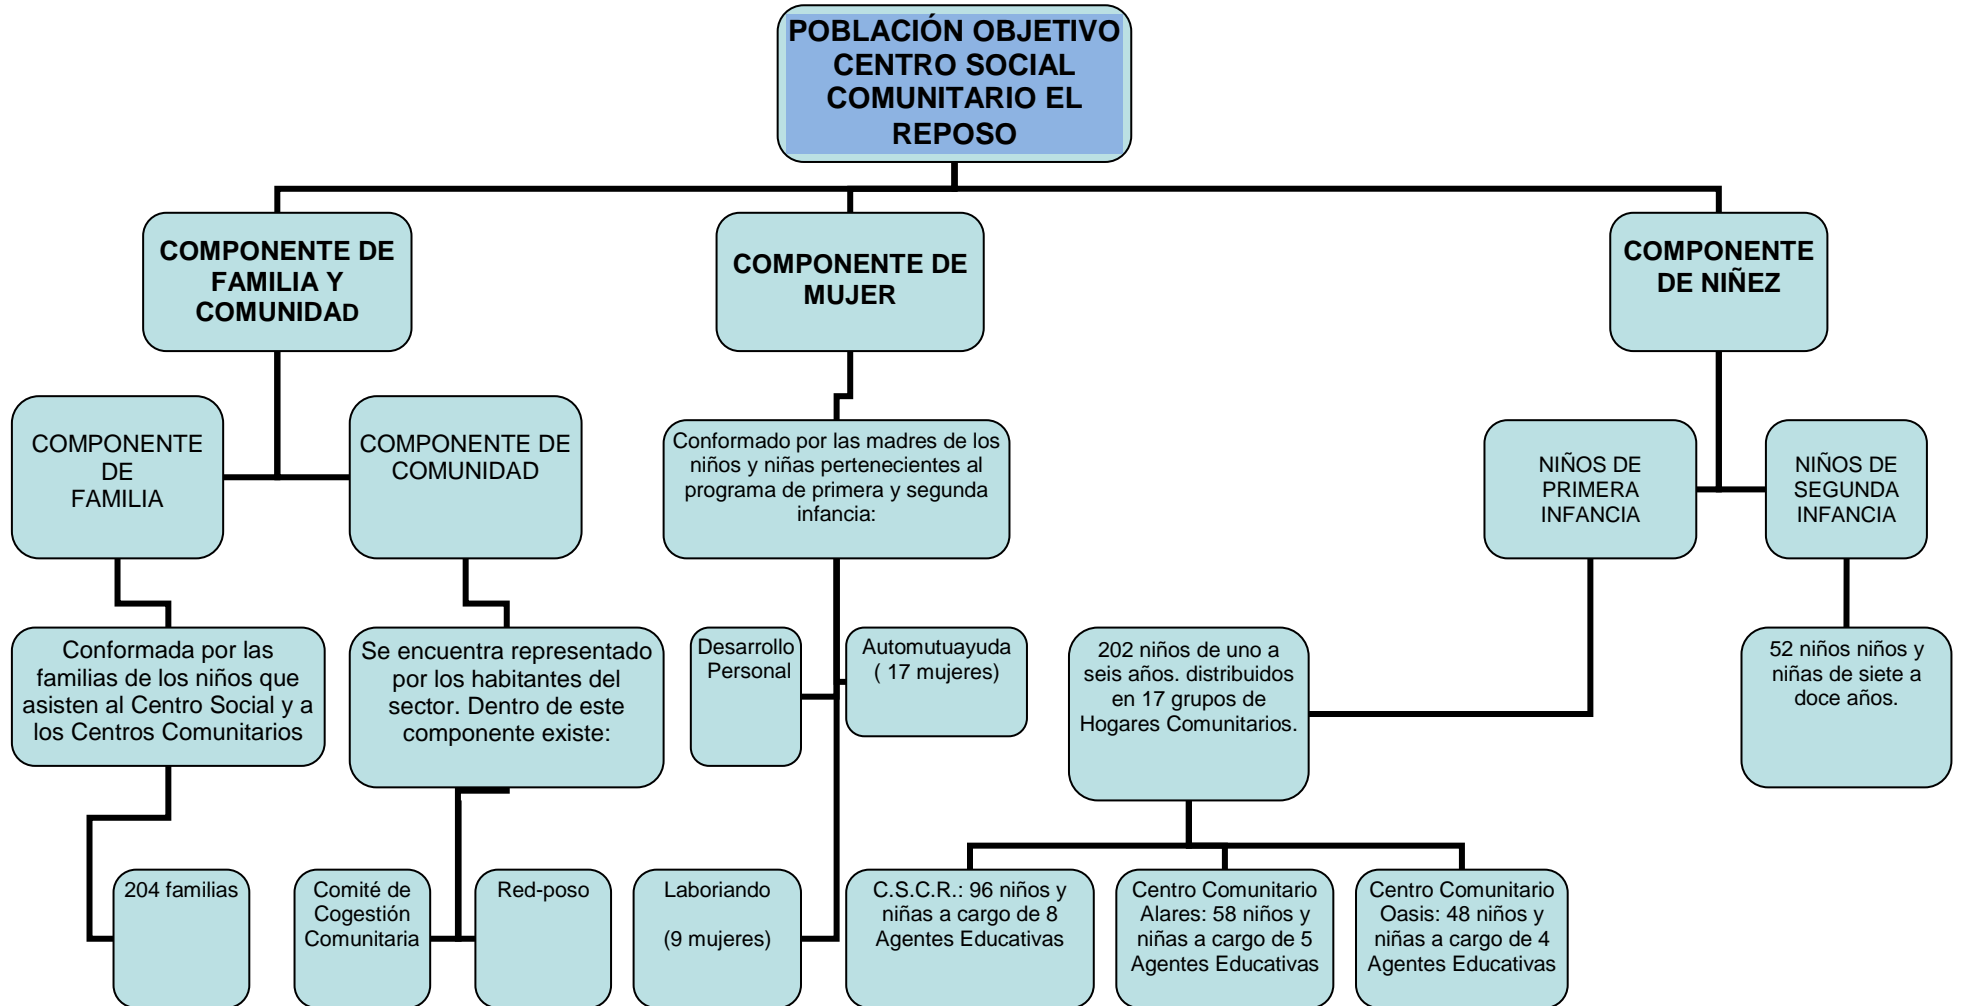 POBLACIÓN OBJETIVO
CENTRO SOCIAL
COMUNITARIO EL
REPOSO
COMPONENTE DE
FAMILIA Y
COMUNIDAD
COMPONENTE DE
MUJER
COMPONENTE
DE NIÑEZ
COMPONENTE
DE
FAMILIA
COMPONENTE DE
COMUNIDAD
Conformado por las madres de los
niños y niñas pertenecientes al
programa de primera y segunda
infancia:
NIÑOS DE
PRIMERA
INFANCIA
NIÑOS DE
SEGUNDA
INFANCIA
Conformada por las
familias de los niños que
asisten al Centro Social y a
los Centros Comunitarios
Se encuentra representado
por los habitantes del
sector. Dentro de este
componente existe:
Desarrollo
Personal
Automutuayuda
( 17 mujeres)
202 niños de uno a
seis años. distribuidos
en 17 grupos de
Hogares Comunitarios.
52 niños niños y
niñas de siete a
doce años.
204 familias
Comité de
Cogestión
Comunitaria
Red-poso
Laboriando
(9 mujeres)
C.S.C.R.: 96 niños y
niñas a cargo de 8
Agentes Educativas
Centro Comunitario
Alares: 58 niños y
niñas a cargo de 5
Agentes Educativas
Centro Comunitario
Oasis: 48 niños y
niñas a cargo de 4
Agentes Educativas